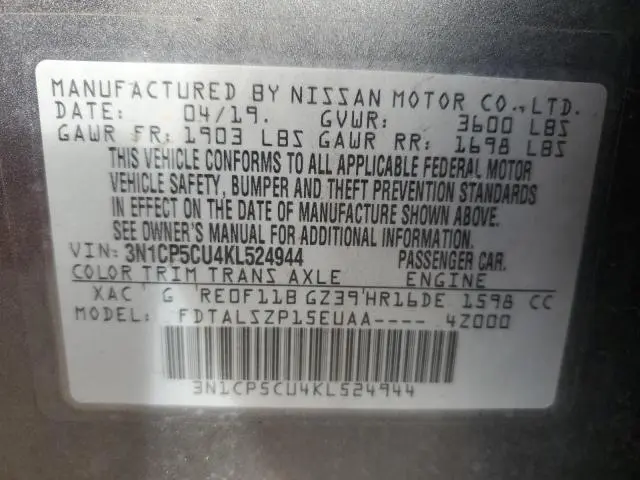 MANUFACTURED BY NISSAN MOTOR CO.,LTD.
DATE: 04/19. GVWR: 3600 LBS
GAWR FR: 1903 LBS GAWR RR: 1698 LBS
THIS VEHICLE CONFORMS TO ALL APPLICABLE FEDERAL MOTOR
VEHICLE SAFETY, BUMPER AND THEFT PREVENTION STANDARDS
IN EFFECT ON THE DATE OF MANUFACTURE SHOWN ABOVE.
SEE OWNER'S MANUAL FOR ADDITIONAL INFORMATION.
VIN: 3N1CP5CU4KL524944 PASSENGER CAR.
COLOR TRIM TRANS AXLE ENGINE
XAC G RE0F11B GZ39 HR16DE 1598 CC
MODEL: FDTALSZP15EUAA---- 4Z000
3N1CP5CU4KL524944